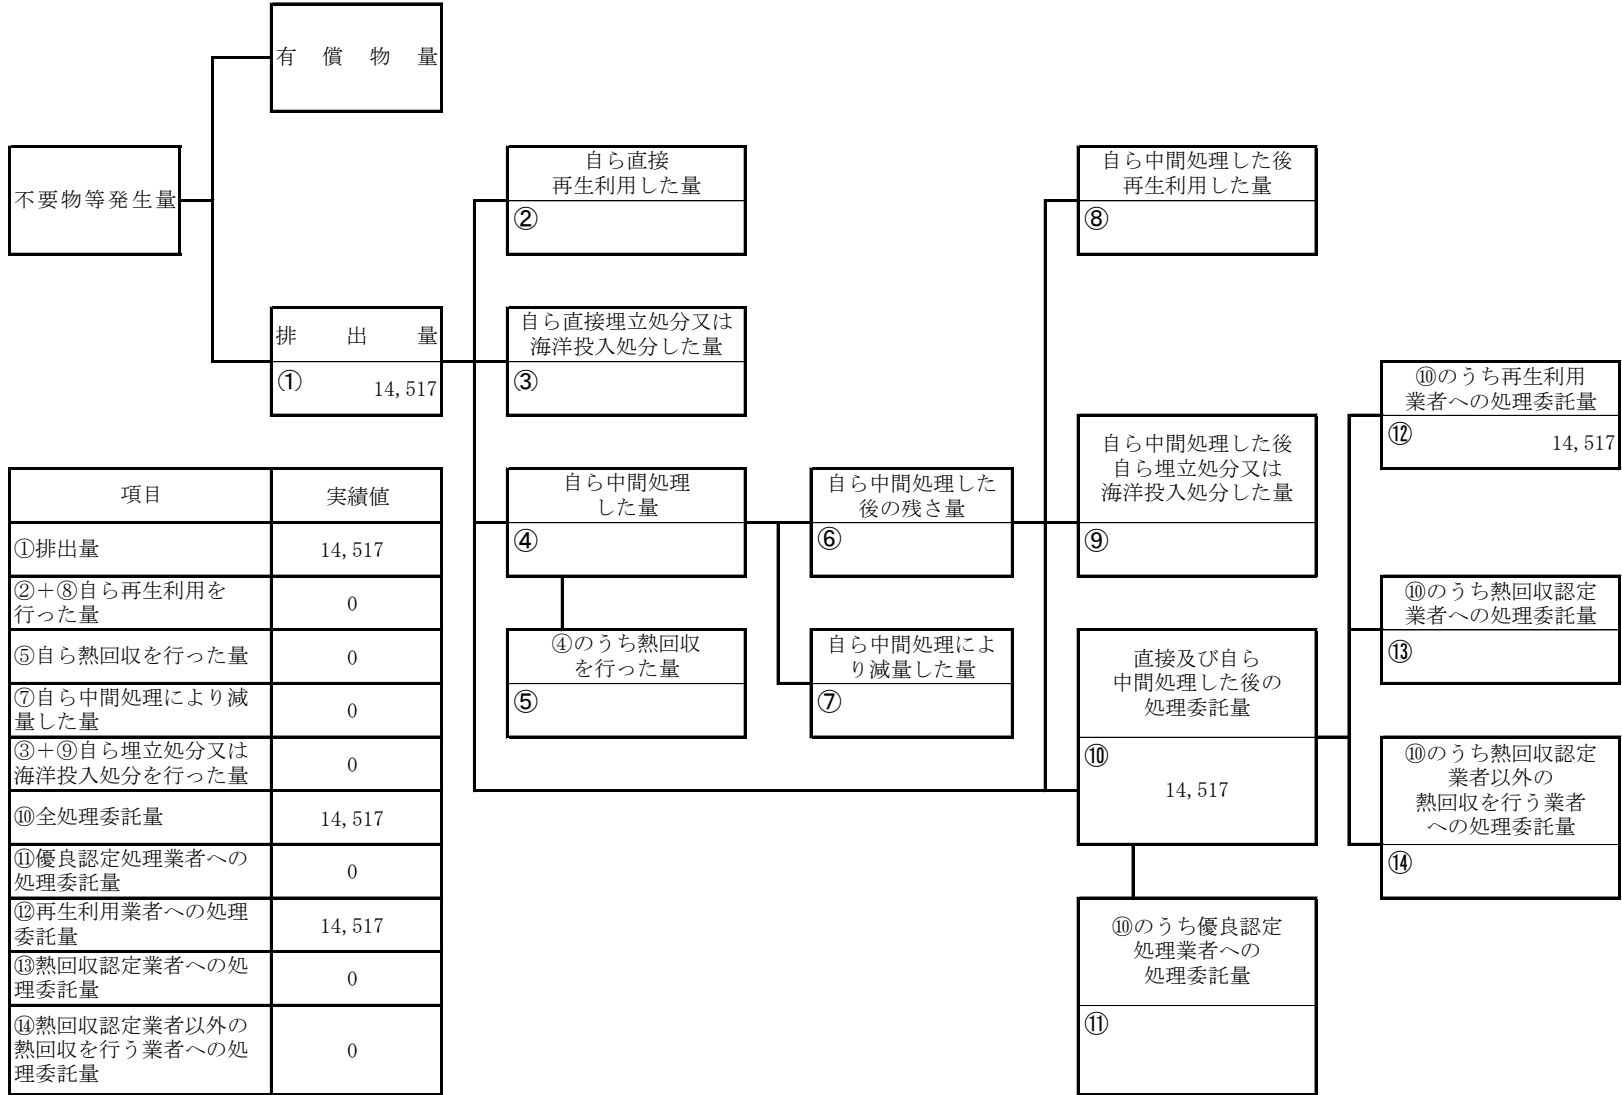 有償物量
不要物等発生量
排出量
①
14,517
自ら直接
再生利用した量
②
自ら直接埋立処分又は
海洋投入処分した量
③
自ら中間処理
した量
④
④のうち熱回収
を行った量
⑤
自ら中間処理した
後の残さ量
⑥
自ら中間処理によ
り減量した量
⑦
自ら中間処理した後
再生利用した量
⑧
自ら中間処理した後
自ら埋立処分又は
海洋投入処分した量
⑨
直接及び自ら
中間処理した後の
処理委託量
⑩
14,517
⑩のうち優良認定
処理業者への
処理委託量
⑪
⑩のうち再生利用
業者への処理委託量
⑫
14,517
⑩のうち熱回収認定
業者への処理委託量
⑬
⑩のうち熱回収認定
業者以外の
熱回収を行う業者
への処理委託量
⑭
項目 実績値
①排出量 14,517
②＋⑧自ら再生利用を
行った量 0
⑤自ら熱回収を行った量 0
⑦自ら中間処理により減
量した量 0
③＋⑨自ら埋立処分又は
海洋投入処分を行った量 0
⑩全処理委託量 14,517
⑪優良認定処理業者への
処理委託量 0
⑫再生利用業者への処理
委託量 14,517
⑬熱回収認定業者への処
理委託量 0
⑭熱回収認定業者以外の
熱回収を行う業者への処
理委託量 0